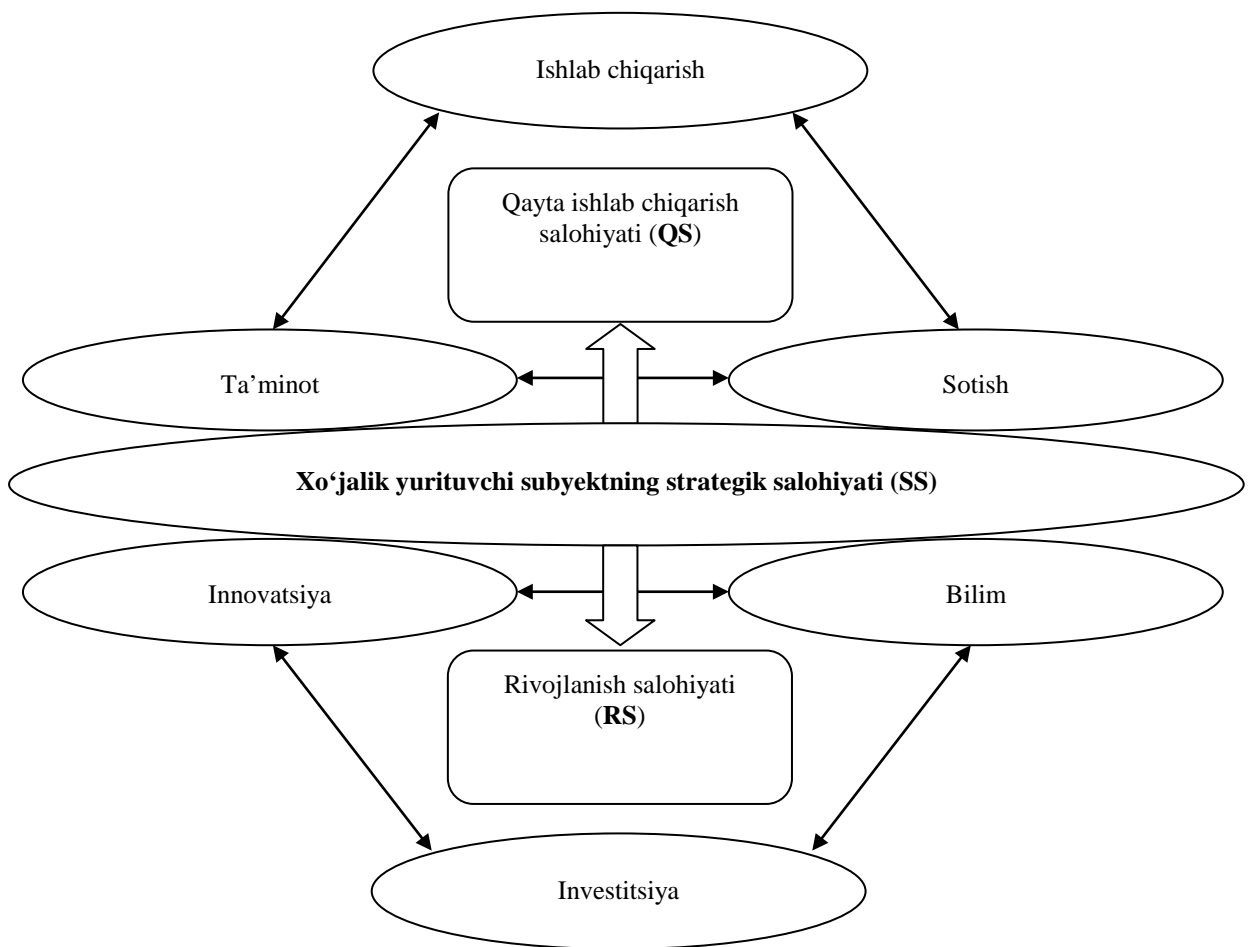 Ishlab chiqarish
Qayta ishlab chiqarish
salohiyati (QS)
Ta’minot
Sotish
Xo‘jalik yurituvchi subyektning strategik salohiyati (SS)
Innovatsiya
Bilim
Rivojlanish salohiyati
(RS)
Investitsiya